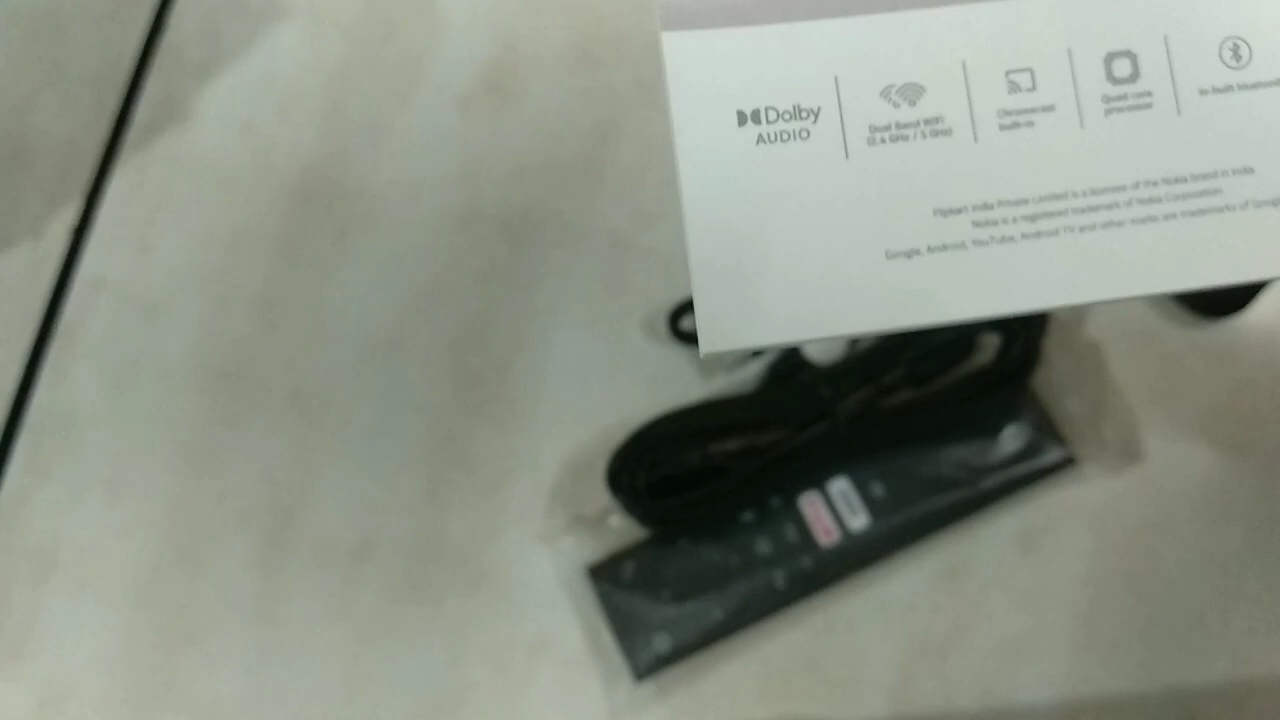 Dolby
AUDIO
Dual Band WiFi
(2.4 GHz / 5 GHz)
Chromecast
built-in
Quad core
processor
In-built bluetooth
Flipkart India Private Limited is a licensee of the Nokia brand in India.
Nokia is a registered trademark of Nokia Corporation.
Google, Android, YouTube, Android TV and other marks are trademarks of Google